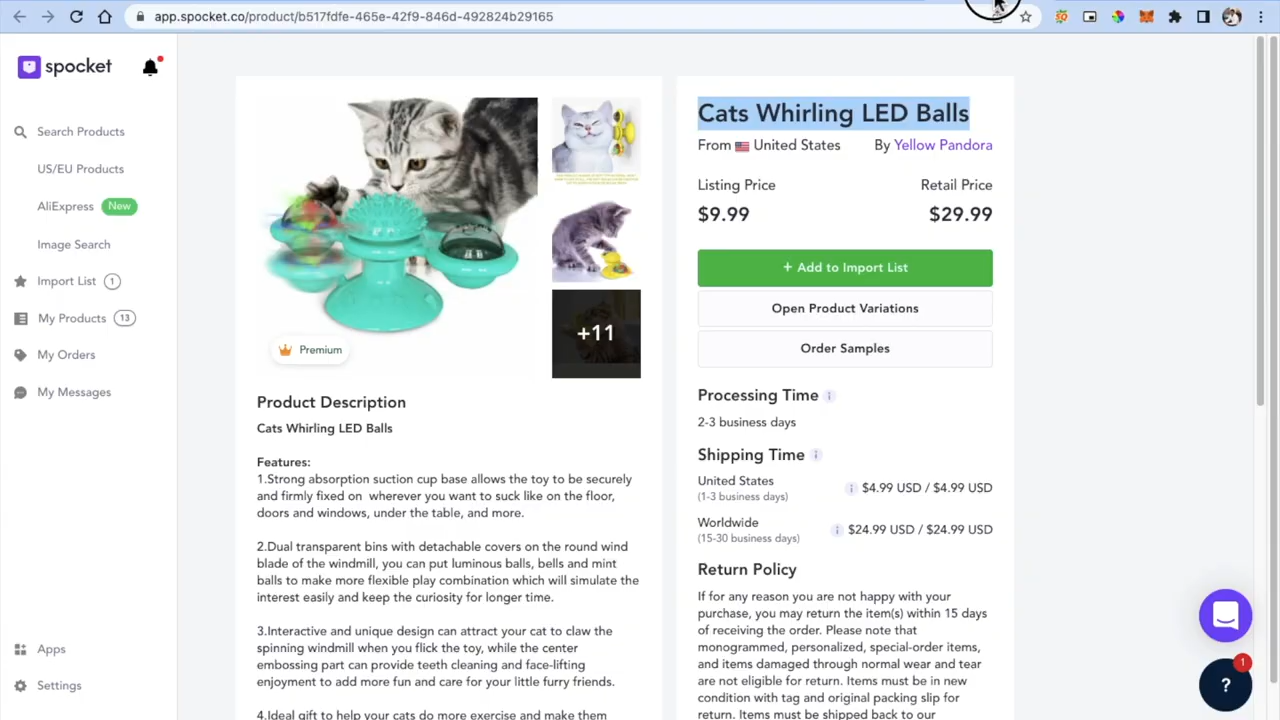 app.spocket.co/product/b517fdfe-465e-42f9-846d-492824b29165
spocket
Search Products
US/EU Products
AliExpress New
Image Search
Import List 1
My Products 13
My Orders
My Messages
Apps
Settings
+11
Premium
Product Description
Cats Whirling LED Balls
Features:
1.Strong absorption suction cup base allows the toy to be securely
and firmly fixed on wherever you want to suck like on the floor,
doors and windows, under the table, and more.
2.Dual transparent bins with detachable covers on the round wind
blade of the windmill, you can put luminous balls, bells and mint
balls to make more flexible play combination which will simulate the
interest easily and keep the curiosity for longer time.
3.Interactive and unique design can attract your cat to claw the
spinning windmill when you flick the toy, while the center
embossing part can provide teeth cleaning and face-lifting
enjoyment to add more fun and care for your little furry friends.
4.Ideal gift to help your cats do more exercise and make them
Cats Whirling LED Balls
From United States By Yellow Pandora
Listing Price Retail Price
$9.99 $29.99
+ Add to Import List
Open Product Variations
Order Samples
Processing Time i
2-3 business days
Shipping Time i
United States
(1-3 business days)
i $4.99 USD / $4.99 USD
Worldwide
(15-30 business days)
i $24.99 USD / $24.99 USD
Return Policy
If for any reason you are not happy with your
purchase, you may return the item(s) within 15 days
of receiving the order. Please note that
monogrammed, personalized, special-order items,
and items damaged through normal wear and tear
are not eligible for return. Items must be in new
condition with tag and original packing slip for
return. Items must be shipped back to our
1
?